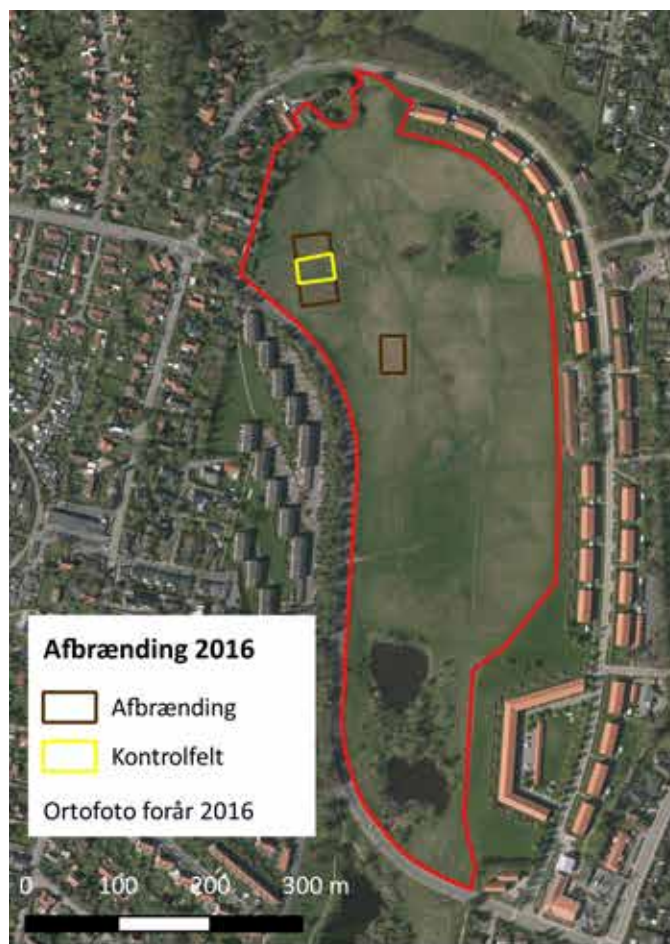 Afbrænding 2016
Afbrænding
Kontrolfelt
Ortofoto forår 2016
0 100 200 300 m